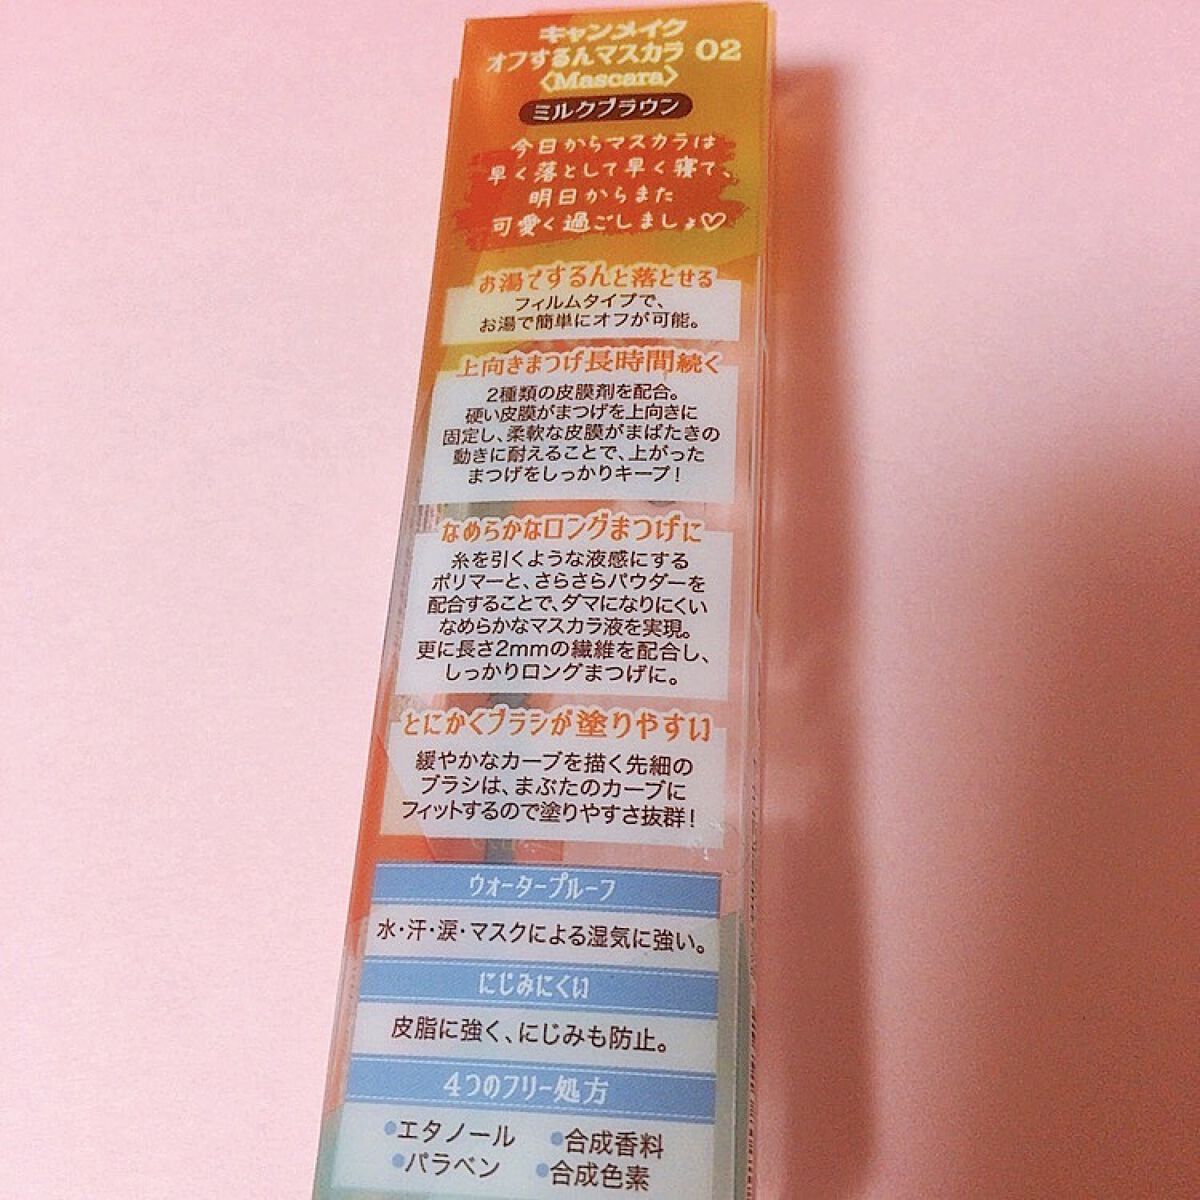 キャンメイク
オフするんマスカラ 02
〈Mascara〉
ミルクブラウン
今日からマスカラは
早く落として早く寝て、
明日からまた
可愛く過ごしましょ♡
お湯でするんと落とせる
フィルムタイプで、
お湯で簡単にオフが可能。
上向きまつげ長時間続く
2種類の皮膜剤を配合。
硬い皮膜がまつげを上向きに
固定し、柔軟な皮膜がまばたきの
動きに耐えることで、上がった
まつげをしっかりキープ！
なめらかなロングまつげに
糸を引くような液感にする
ポリマーと、さらさらパウダーを
配合することで、ダマになりにくい
なめらかなマスカラ液を実現。
更に長さ2mmの繊維を配合し、
しっかりロングまつげに。
とにかくブラシが塗りやすい
緩やかなカーブを描く先細の
ブラシは、まぶたのカーブに
フィットするので塗りやすさ抜群！
ウォータープルーフ
水・汗・涙・マスクによる湿気に強い。
にじみにくい
皮脂に強く、にじみも防止。
4つのフリー処方
●エタノール ●合成香料
●パラベン ●合成色素